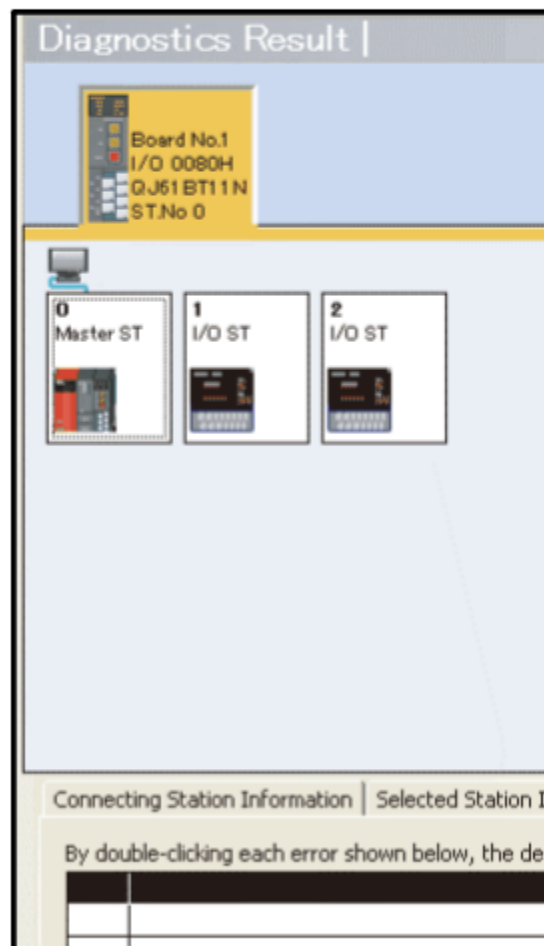 Diagnostics Result
Board No.1
I/O 0080H
QJ61BT11N
ST.No 0
0
Master ST
1
I/O ST
2
I/O ST
Connecting Station Information
Selected Station I
By double-clicking each error shown below, the de